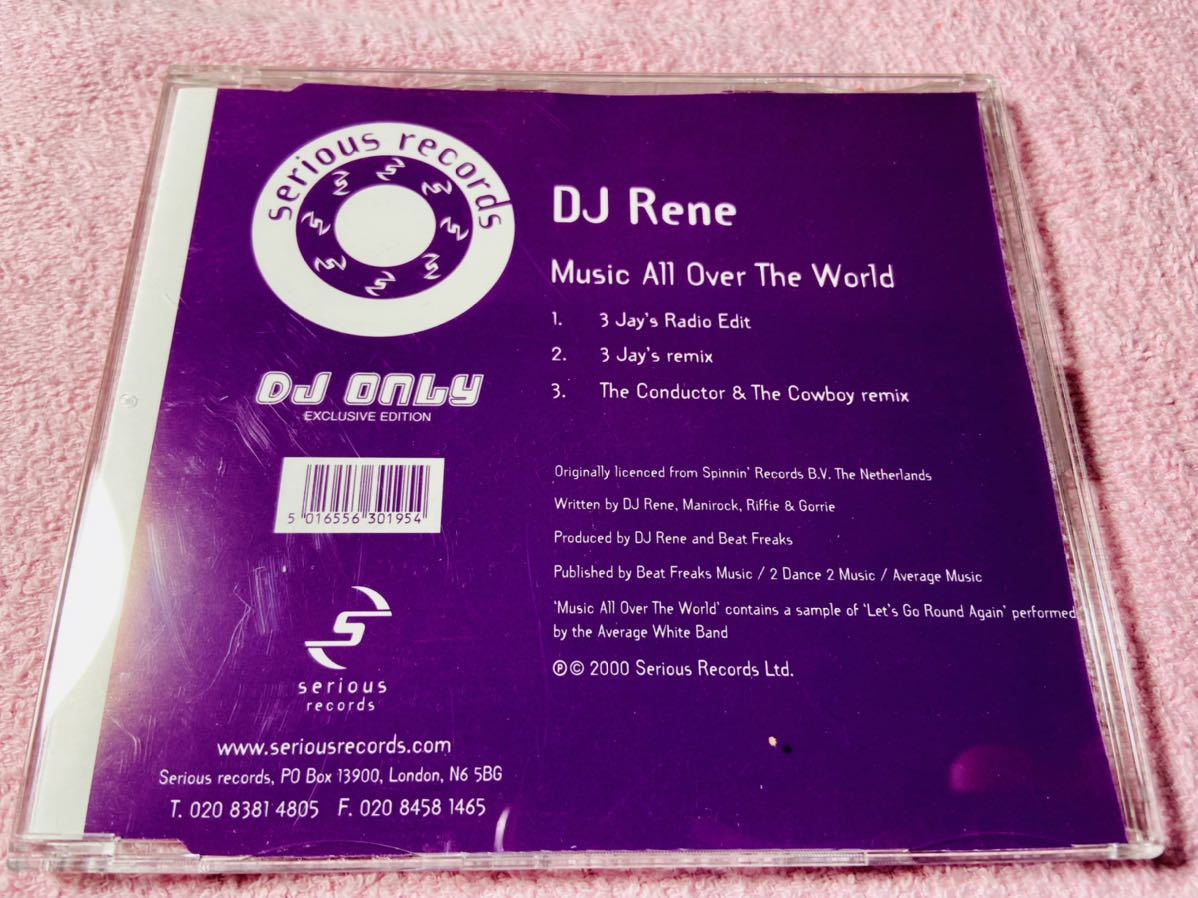 serious records
DJ ONLY
EXCLUSIVE EDITION
5 016556 301954
serious
records
www.seriousrecords.com
Serious records, PO Box 13900, London, N6 5BG
T. 020 8381 4805 F. 020 8458 1465
DJ Rene
Music All Over The World
1. 3 Jay's Radio Edit
2. 3 Jay's remix
3. The Conductor & The Cowboy remix
Originally licenced from Spinnin' Records B.V. The Netherlands
Written by DJ Rene, Manirock, Riffie & Gorrie
Produced by DJ Rene and Beat Freaks
Published by Beat Freaks Music / 2 Dance 2 Music / Average Music
'Music All Over The World' contains a sample of 'Let's Go Round Again' performed
by the Average White Band
℗© 2000 Serious Records Ltd.